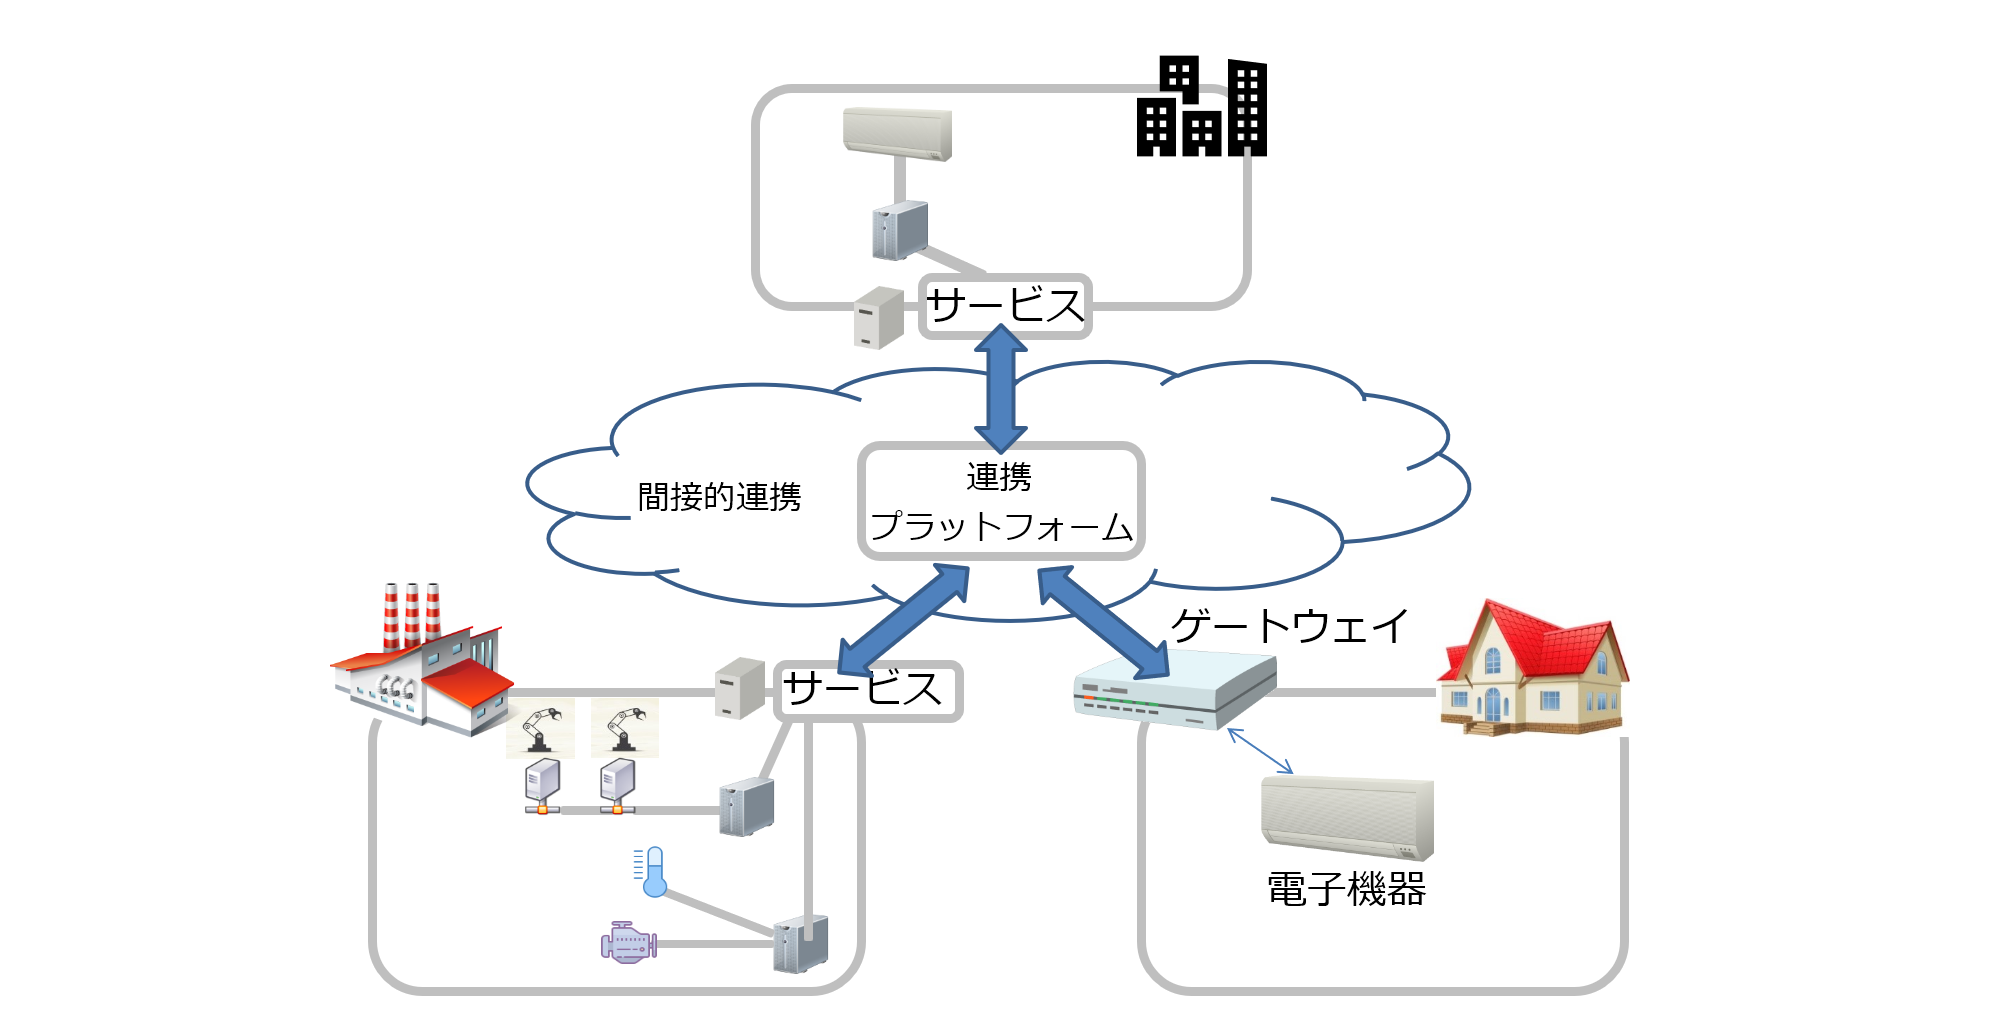 サービス
連携
プラットフォーム
間接的連携
ゲートウェイ
サービス
電子機器